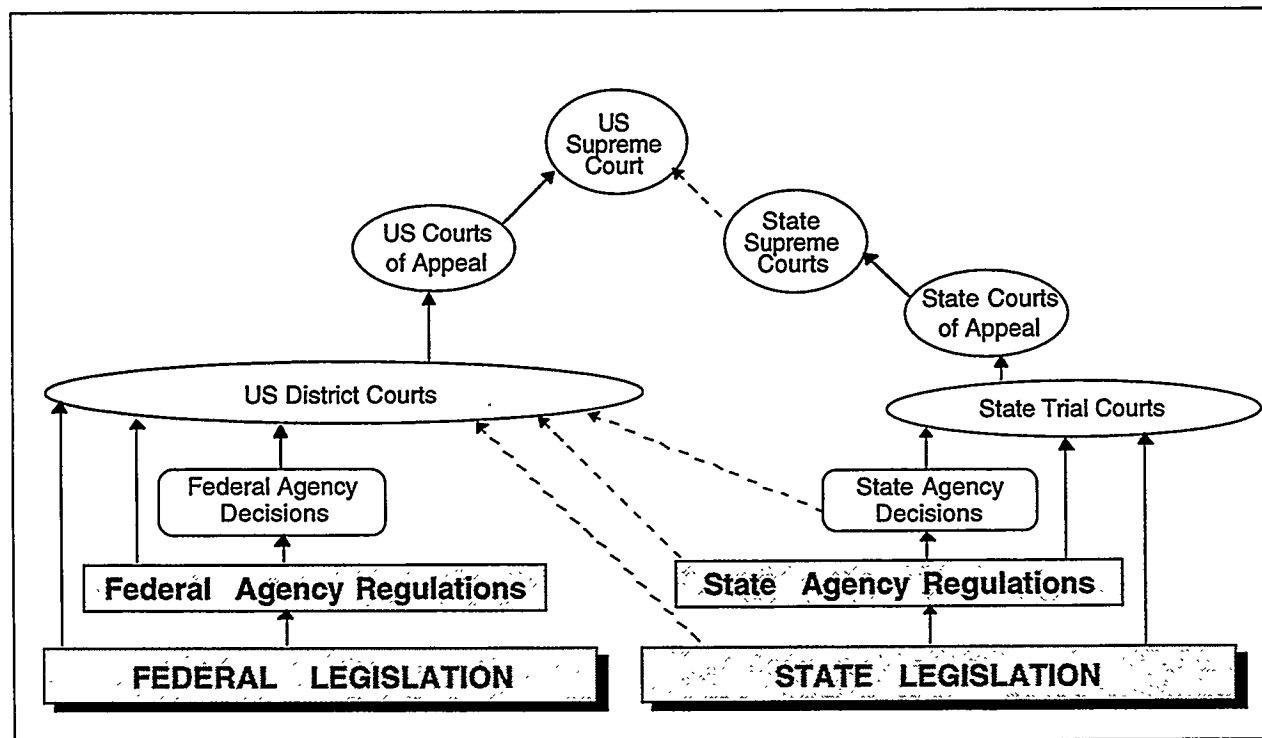 US
Supreme
Court
US Courts
of Appeal
State
Supreme
Courts
State Courts
of Appeal
US District Courts
State Trial Courts
Federal Agency
Decisions
State Agency
Decisions
Federal Agency Regulations
State Agency Regulations
FEDERAL LEGISLATION
STATE LEGISLATION